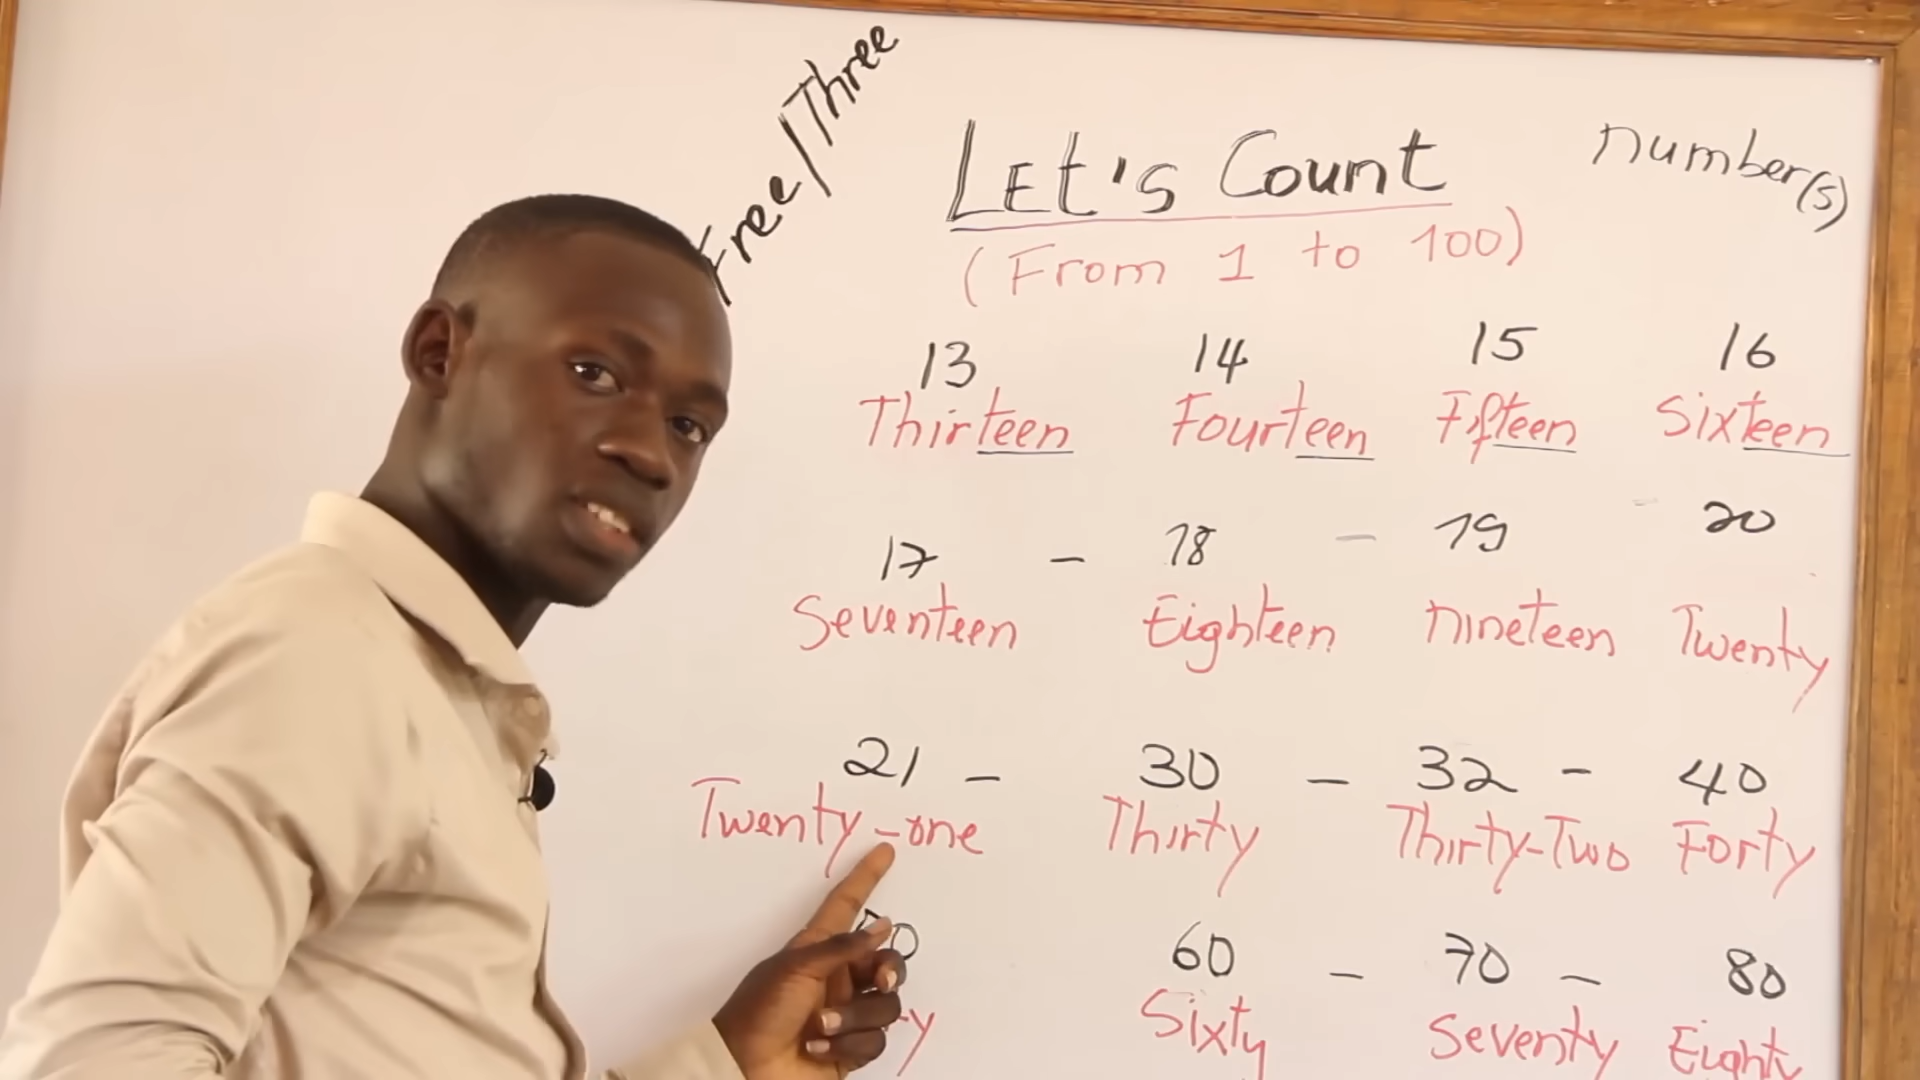 Free/Three
LEt's Count
number(s)
(From 1 to 100)
13 14 15 16
Thirteen Fourteen Fifteen Sixteen
17 - 18 - 19 - 20
Seventeen Eighteen Nineteen Twenty
21 - 30 - 32 - 40
Twenty-one Thirty Thirty-Two Forty
60 - 70 - 80
Sixty Seventy Eighty